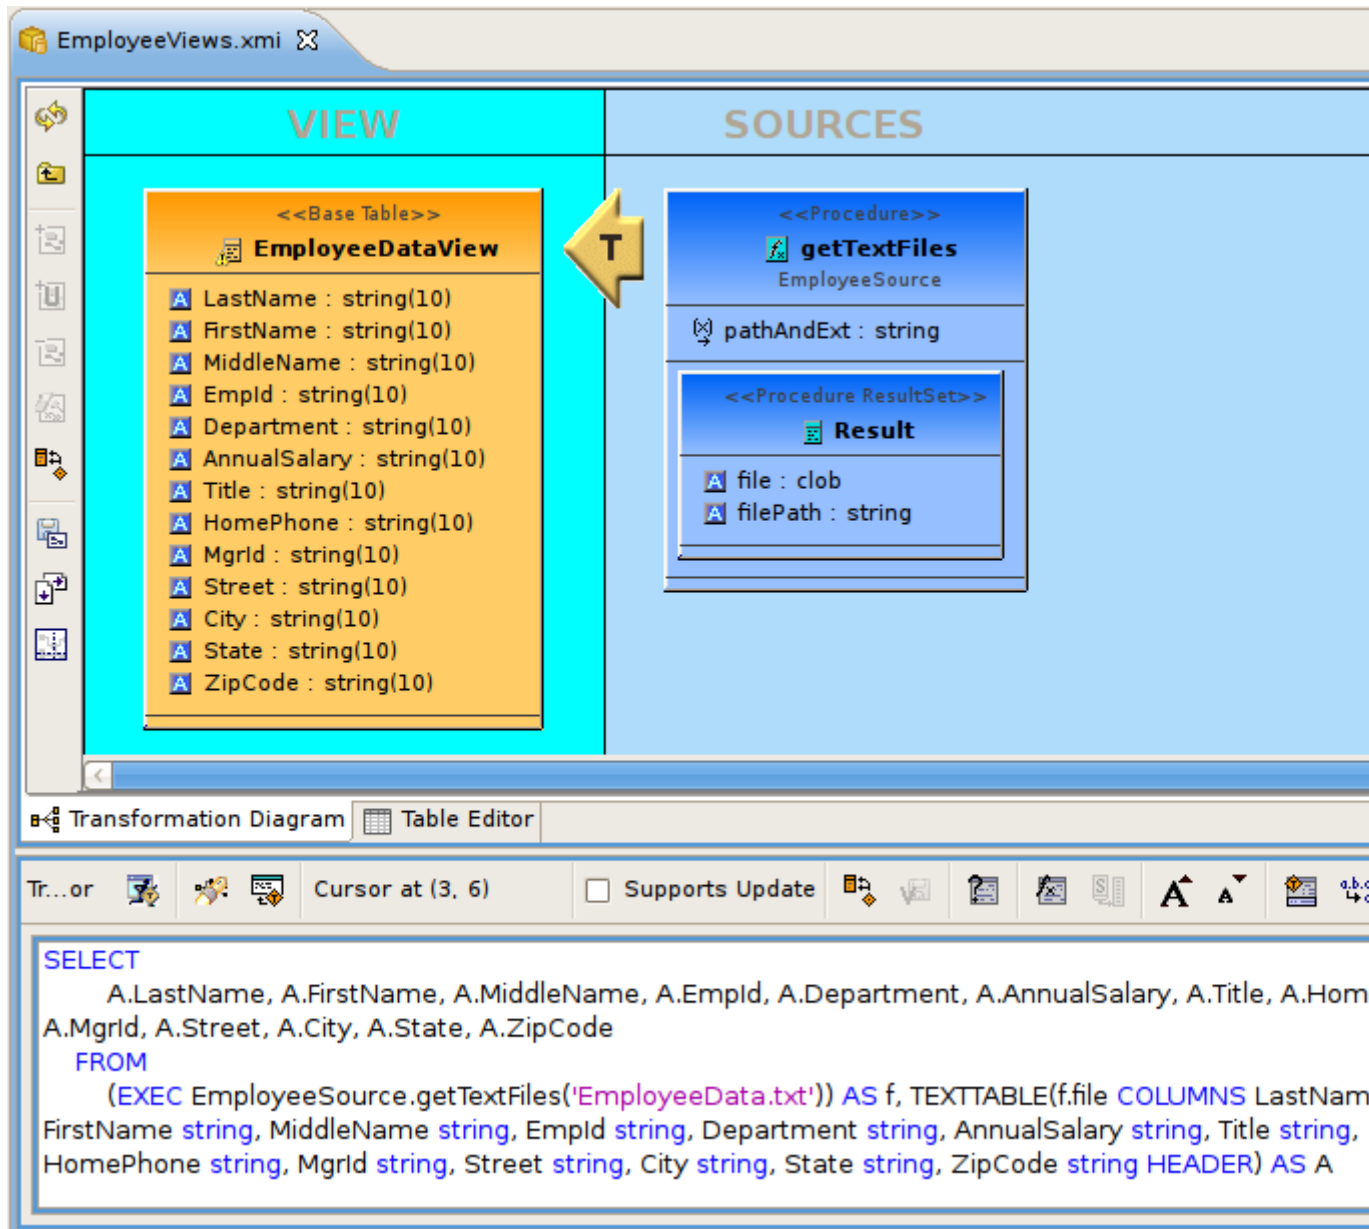 EmployeeViews.xmi
VIEW
SOURCES
<<Base Table>>
EmployeeDataView
LastName : string(10)
FirstName : string(10)
MiddleName : string(10)
EmpId : string(10)
Department : string(10)
AnnualSalary : string(10)
Title : string(10)
HomePhone : string(10)
MgrId : string(10)
Street : string(10)
City : string(10)
State : string(10)
ZipCode : string(10)
T
<<Procedure>>
getTextFiles
EmployeeSource
pathAndExt : string
<<Procedure ResultSet>>
Result
file : clob
filePath : string
Transformation Diagram
Table Editor
Tr...or
Cursor at (3, 6)
Supports Update
SELECT
A.LastName, A.FirstName, A.MiddleName, A.EmpId, A.Department, A.AnnualSalary, A.Title, A.Hom
A.MgrId, A.Street, A.City, A.State, A.ZipCode
FROM
(EXEC EmployeeSource.getTextFiles('EmployeeData.txt')) AS f, TEXTTABLE(f.file COLUMNS LastNam
FirstName string, MiddleName string, EmpId string, Department string, AnnualSalary string, Title string,
HomePhone string, MgrId string, Street string, City string, State string, ZipCode string HEADER) AS A